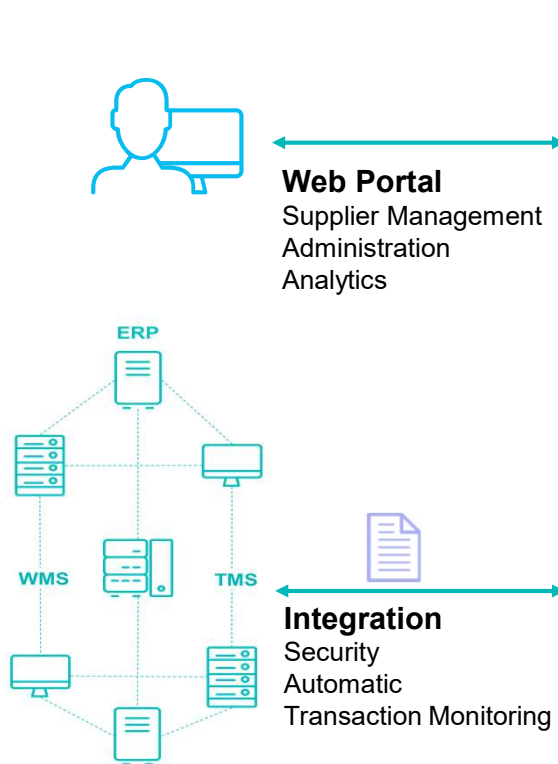 Web Portal
Supplier Management
Administration
Analytics
ERP
WMS
TMS
Integration
Security
Automatic
Transaction Monitoring